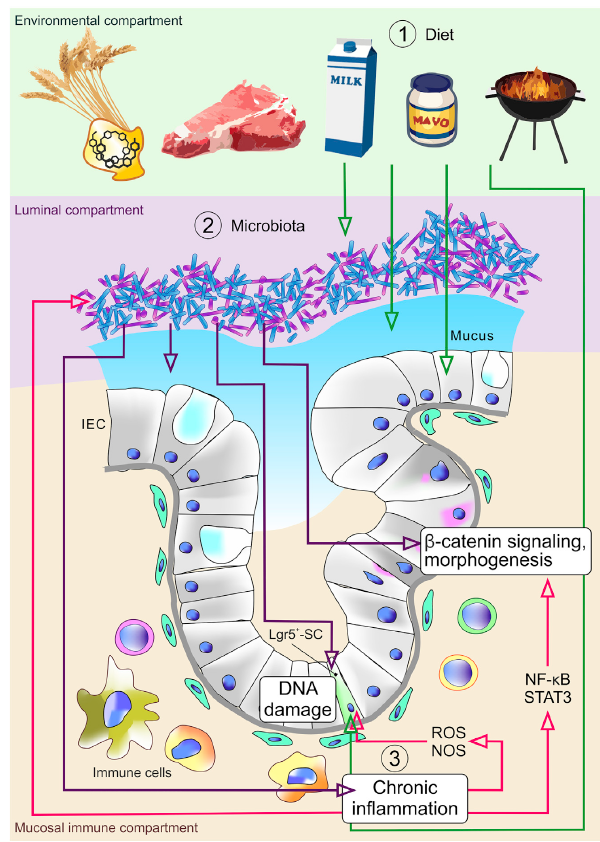 Environmental compartment
1 Diet
MILK
MAYO
Luminal compartment
2 Microbiota
Mucus
IEC
β-catenin signaling,
morphogenesis
Lgr5⁺-SC
DNA
damage
NF-κB
STAT3
ROS
NOS
3
Immune cells
Chronic
inflammation
Mucosal immune compartment